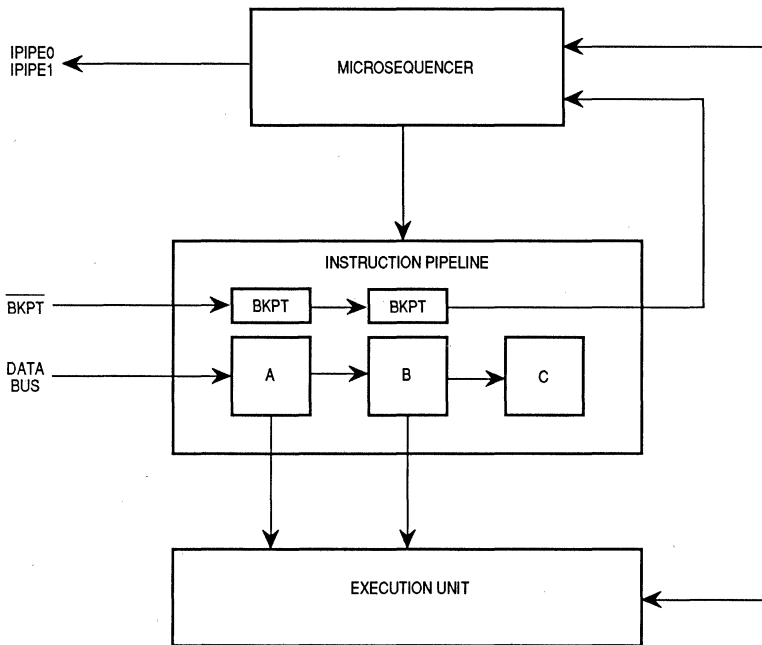 IPIPE0
IPIPE1
MICROSEQUENCER
INSTRUCTION PIPELINE
BKPT
BKPT
BKPT
DATA
BUS
A
B
C
EXECUTION UNIT